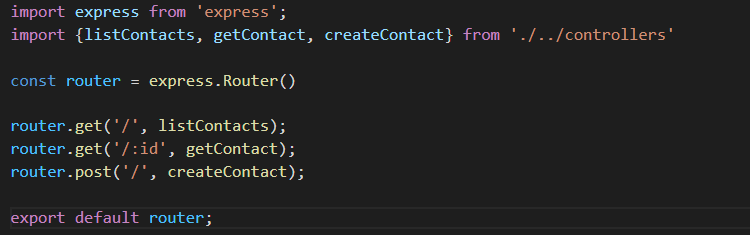 import express from 'express';
import {listContacts, getContact, createContact} from './../controllers'
const router = express.Router()
router.get('/', listContacts);
router.get('/:id', getContact);
router.post('/', createContact);
export default router;